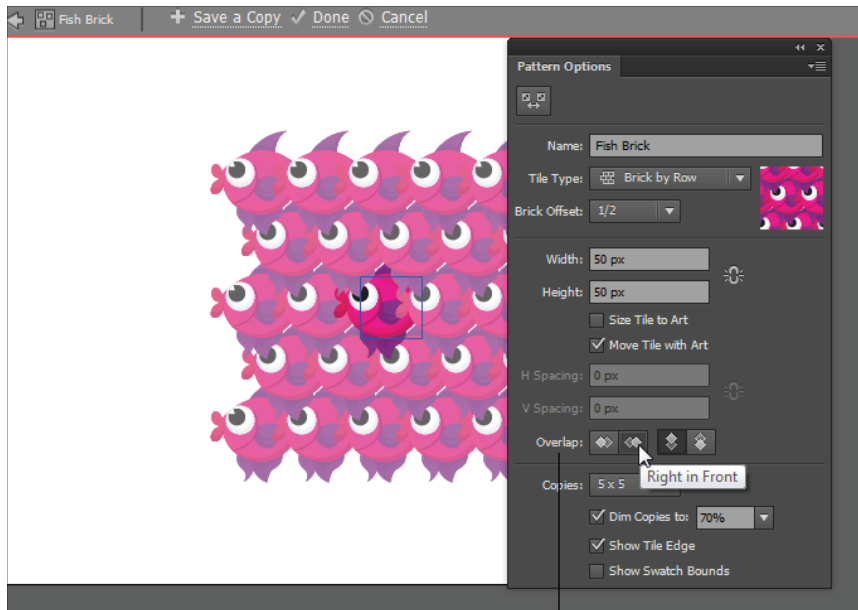 Fish Brick + Save a Copy ✓ Done Cancel
Pattern Options
Name: Fish Brick
Tile Type: Brick by Row
Brick Offset: 1/2
Width: 50 px
Height: 50 px
Size Tile to Art
Move Tile with Art
H Spacing: 0 px
V Spacing: 0 px
Overlap:
Right in Front
Copies: 5 x 5
Dim Copies to: 70%
Show Tile Edge
Show Swatch Bounds